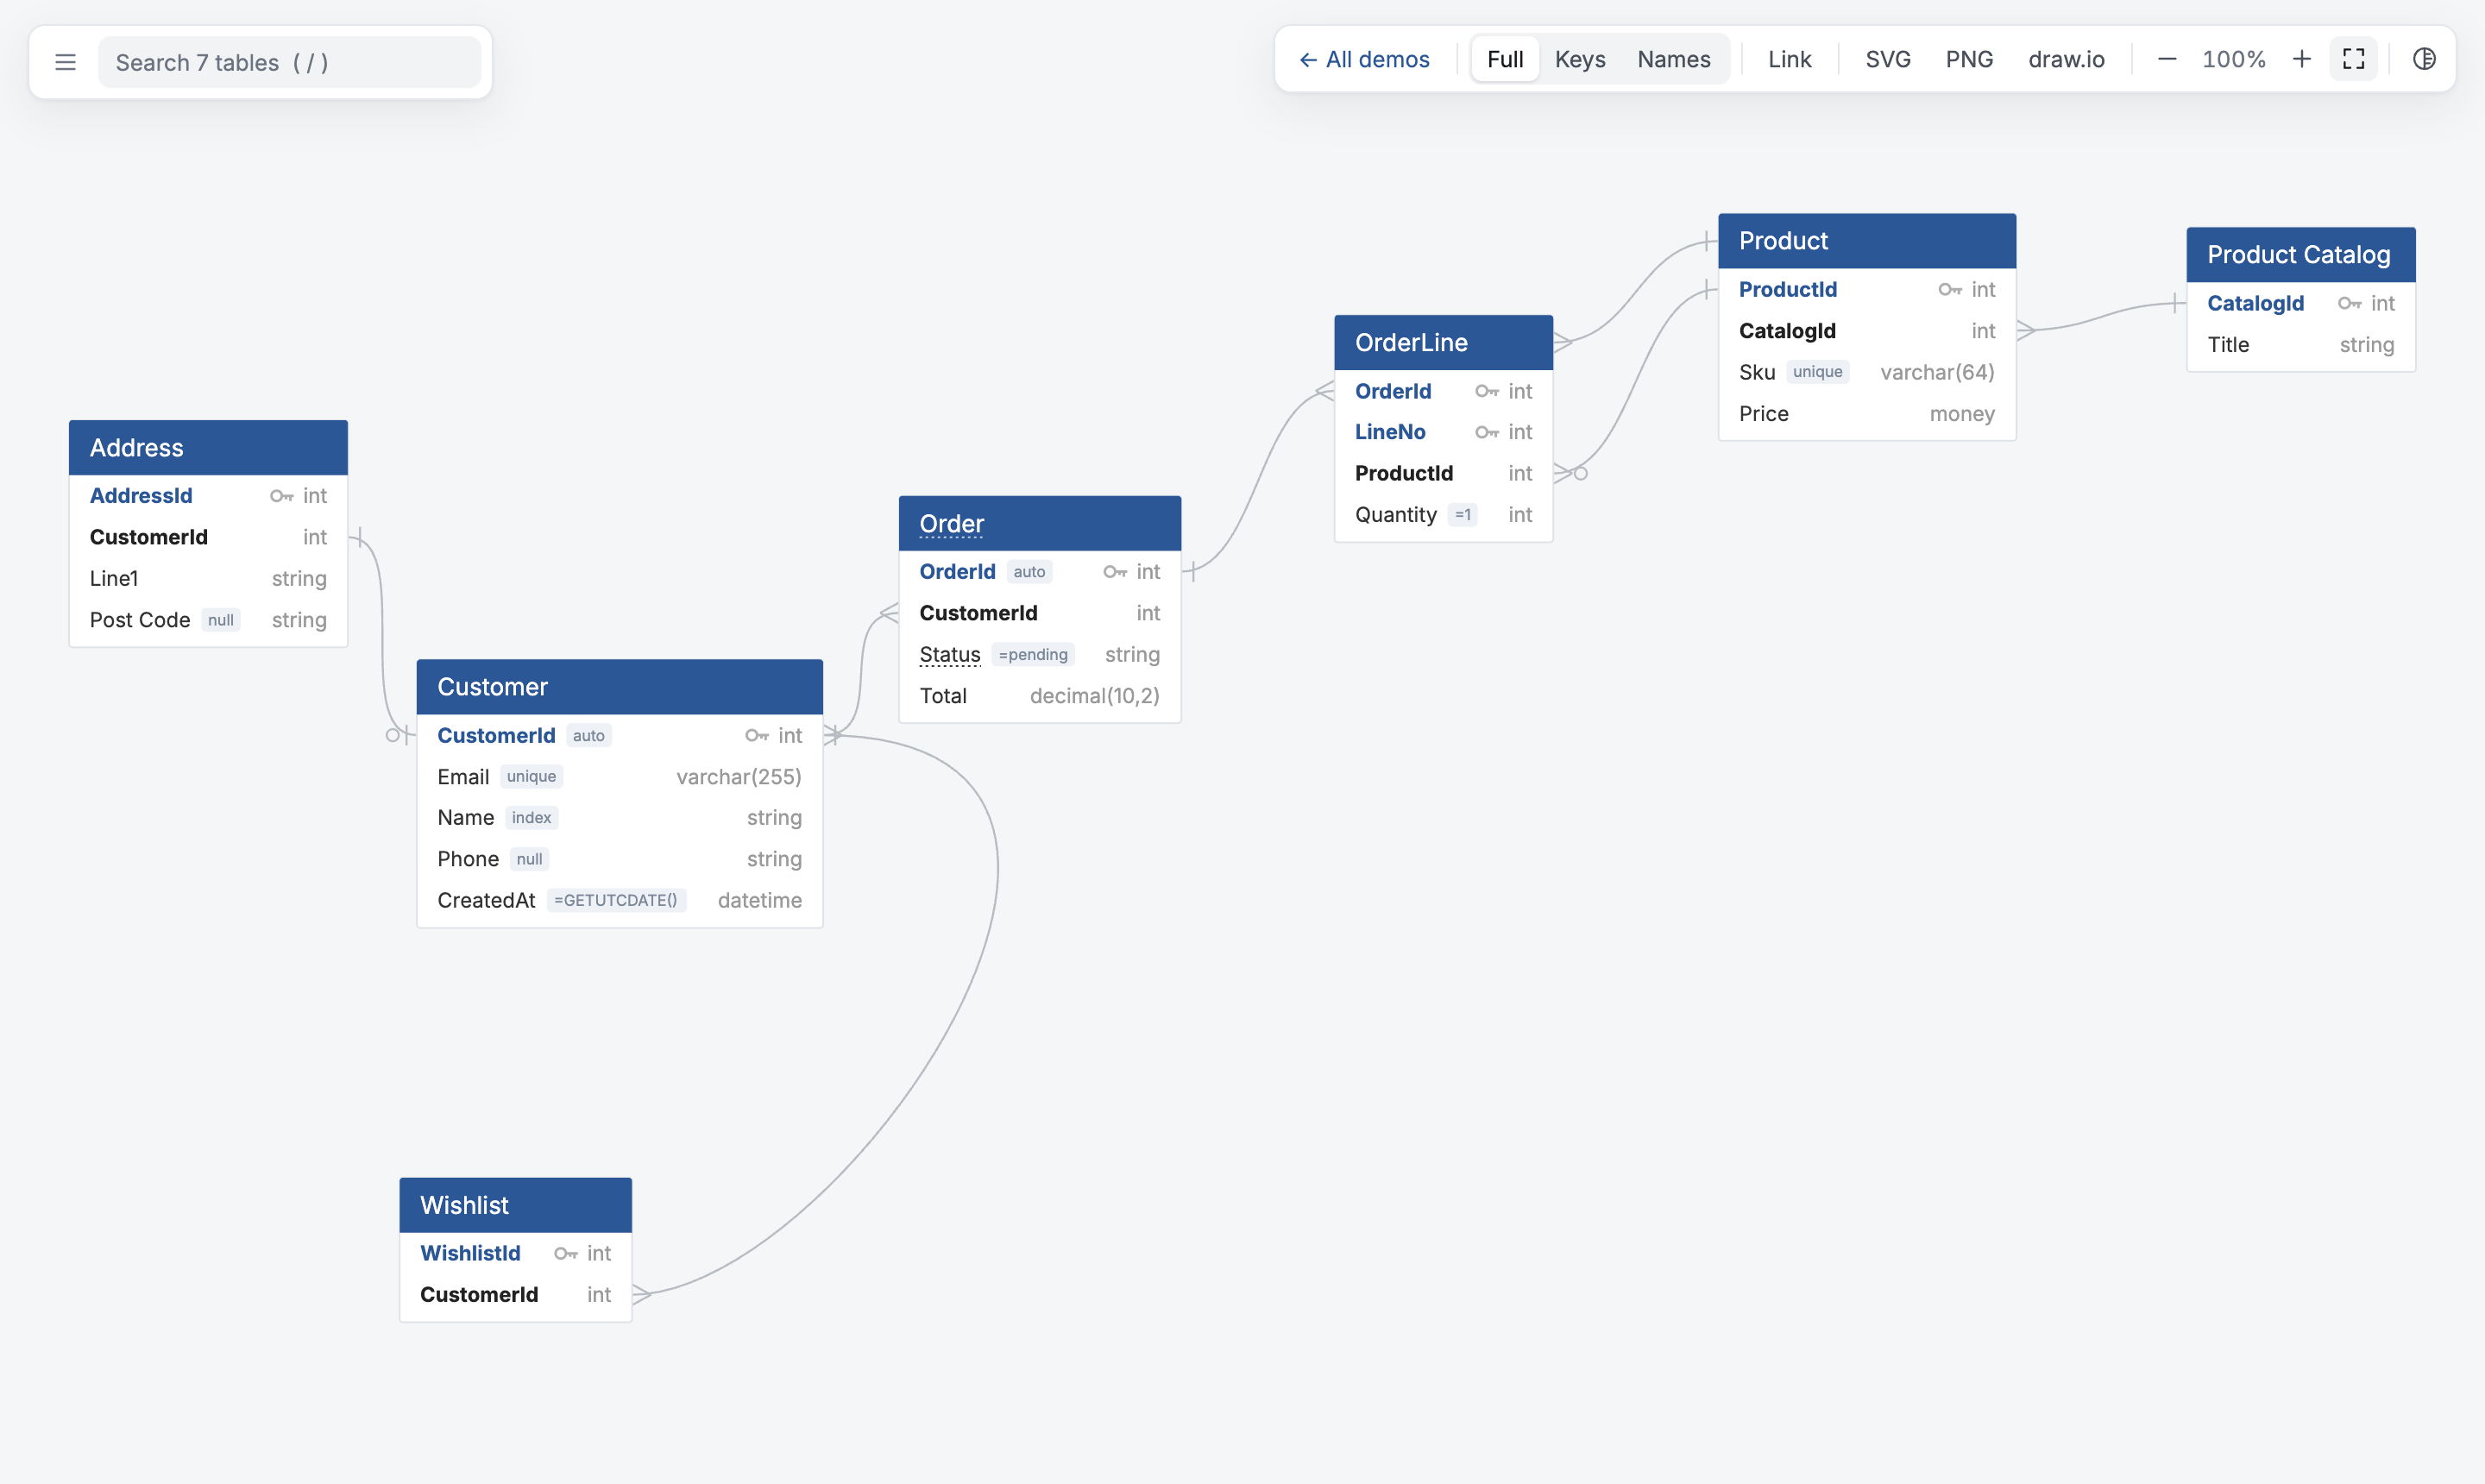 Search 7 tables ( / )
← All demos Full Keys Names Link SVG PNG draw.io − 100% +
Address
AddressId int
CustomerId int
Line1 string
Post Code null string
Customer
CustomerId auto int
Email unique varchar(255)
Name index string
Phone null string
CreatedAt =GETUTCDATE() datetime
Wishlist
WishlistId int
CustomerId int
Order
OrderId auto int
CustomerId int
Status =pending string
Total decimal(10,2)
OrderLine
OrderId int
LineNo int
ProductId int
Quantity =1 int
Product
ProductId int
CatalogId int
Sku unique varchar(64)
Price money
Product Catalog
CatalogId int
Title string